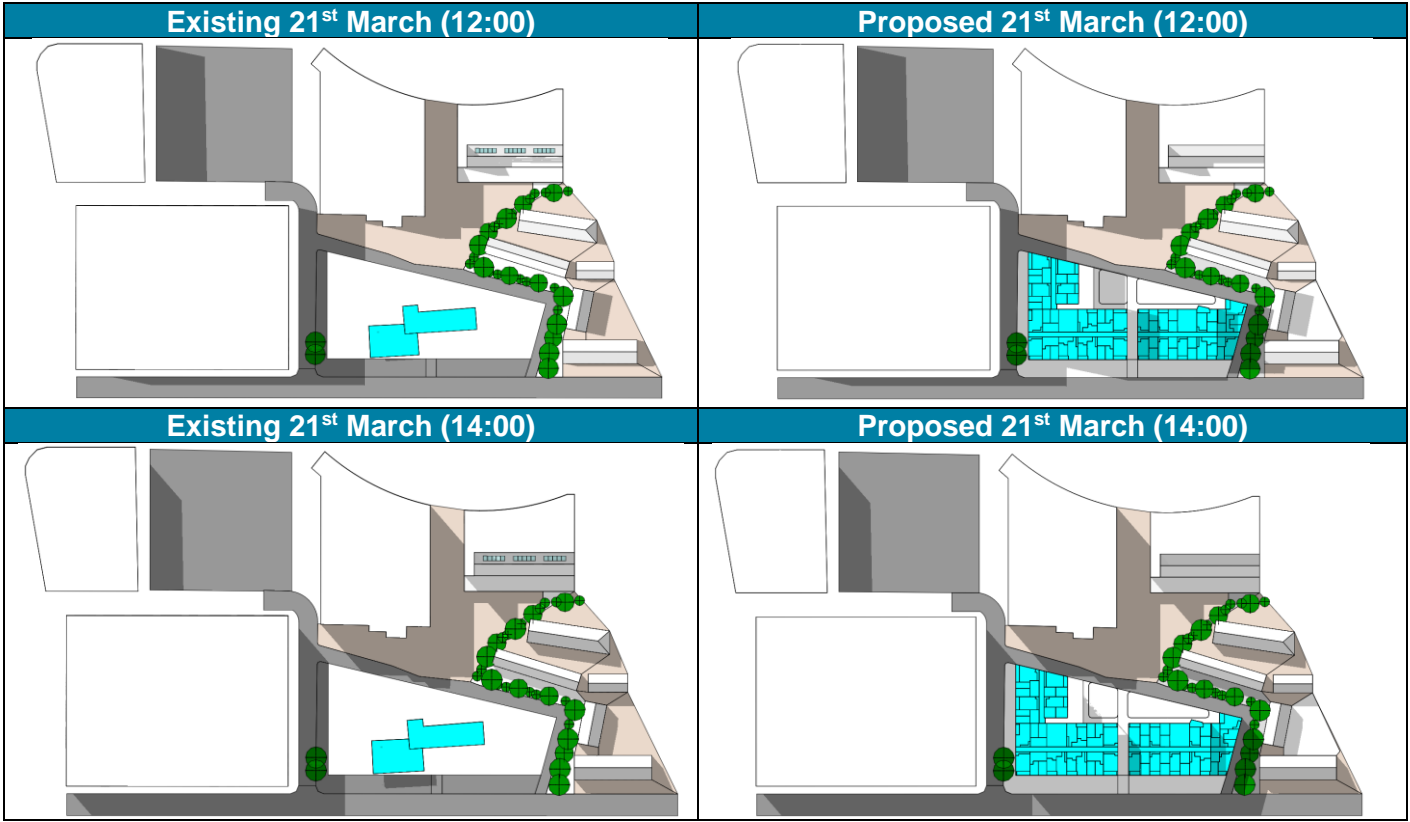 Existing 21st March (12:00)
Proposed 21st March (12:00)
Existing 21st March (14:00)
Proposed 21st March (14:00)